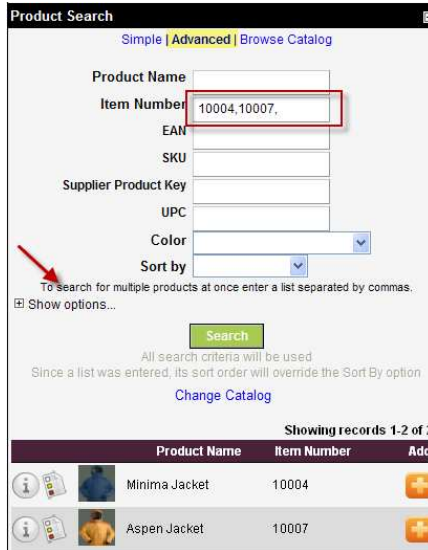 Product Search
Simple | Advanced | Browse Catalog
Product Name
Item Number 10004,10007,
EAN
SKU
Supplier Product Key
UPC
Color
Sort by
To search for multiple products at once enter a list separated by commas.
Show options...
Search
All search criteria will be used
Since a list was entered, its sort order will override the Sort By option
Change Catalog
Showing records 1-2 of
Product Name Item Number
Minima Jacket 10004
Aspen Jacket 10007